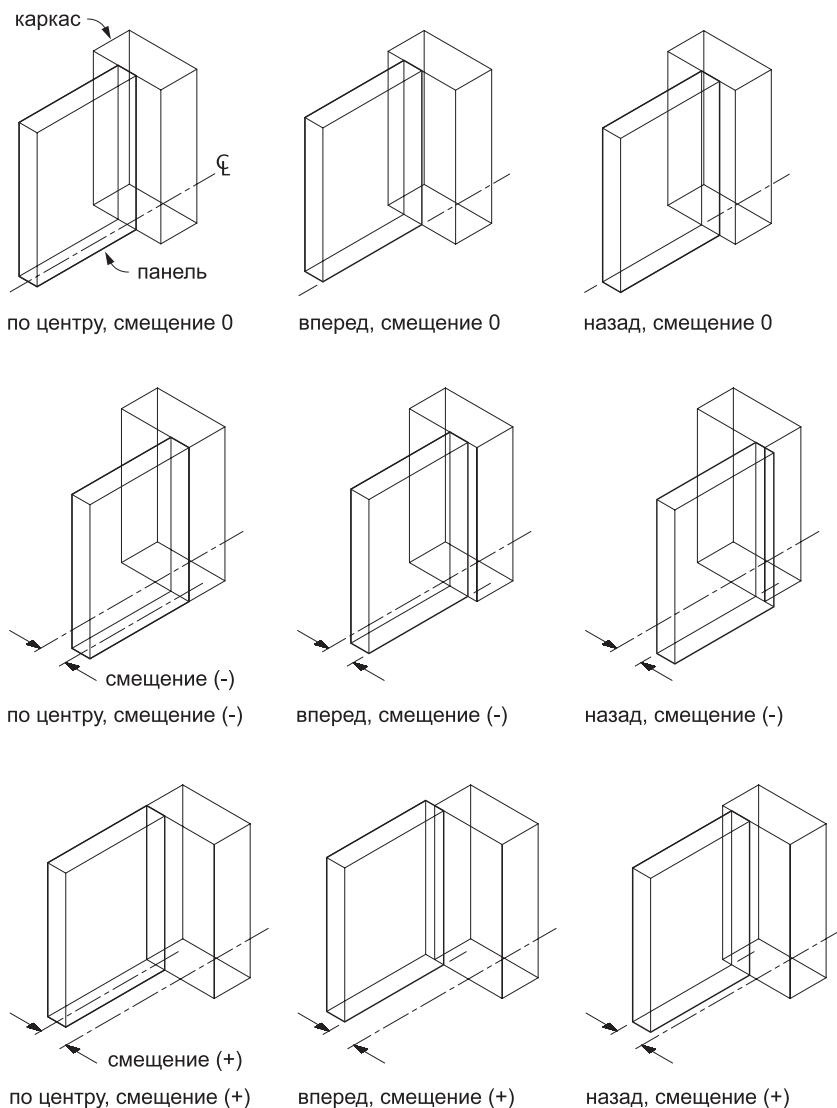 каркас
℄
панель
по центру, смещение 0
вперед, смещение 0
назад, смещение 0
смещение (-)
по центру, смещение (-)
вперед, смещение (-)
назад, смещение (-)
смещение (+)
по центру, смещение (+)
вперед, смещение (+)
назад, смещение (+)